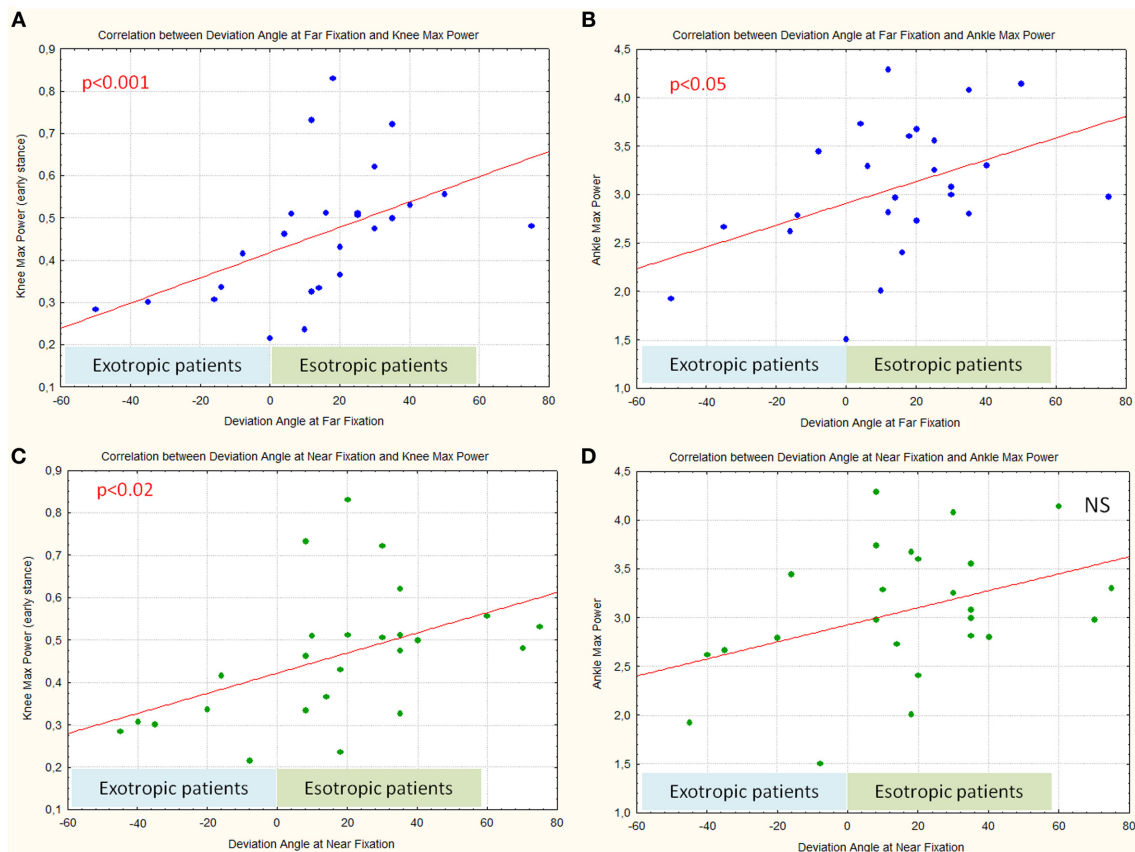 A
Correlation between Deviation Angle at Far Fixation and Knee Max Power
p<0.001
Knee Max Power (early stance)
0,9
0,8
0,7
0,6
0,5
0,4
0,3
0,2
0,1
Exotropic patients
Esotropic patients
-60 -40 -20 0 20 40 60 80
Deviation Angle at Far Fixation
B
Correlation between Deviation Angle at Far Fixation and Ankle Max Power
p<0.05
Ankle Max Power
4,5
4,0
3,5
3,0
2,5
2,0
1,5
1,0
Exotropic patients
Esotropic patients
-60 -40 -20 0 20 40 60 80
Deviation Angle at Far Fixation
C
Correlation between Deviation Angle at Near Fixation and Knee Max Power
p<0.02
Knee Max Power (early stance)
0,9
0,8
0,7
0,6
0,5
0,4
0,3
0,2
0,1
Exotropic patients
Esotropic patients
-60 -40 -20 0 20 40 60 80
Deviation Angle at Near Fixation
D
Correlation between Deviation Angle at Near Fixation and Ankle Max Power
NS
Ankle Max Power
4,5
4,0
3,5
3,0
2,5
2,0
1,5
1,0
Exotropic patients
Esotropic patients
-60 -40 -20 0 20 40 60 80
Deviation Angle at Near Fixation